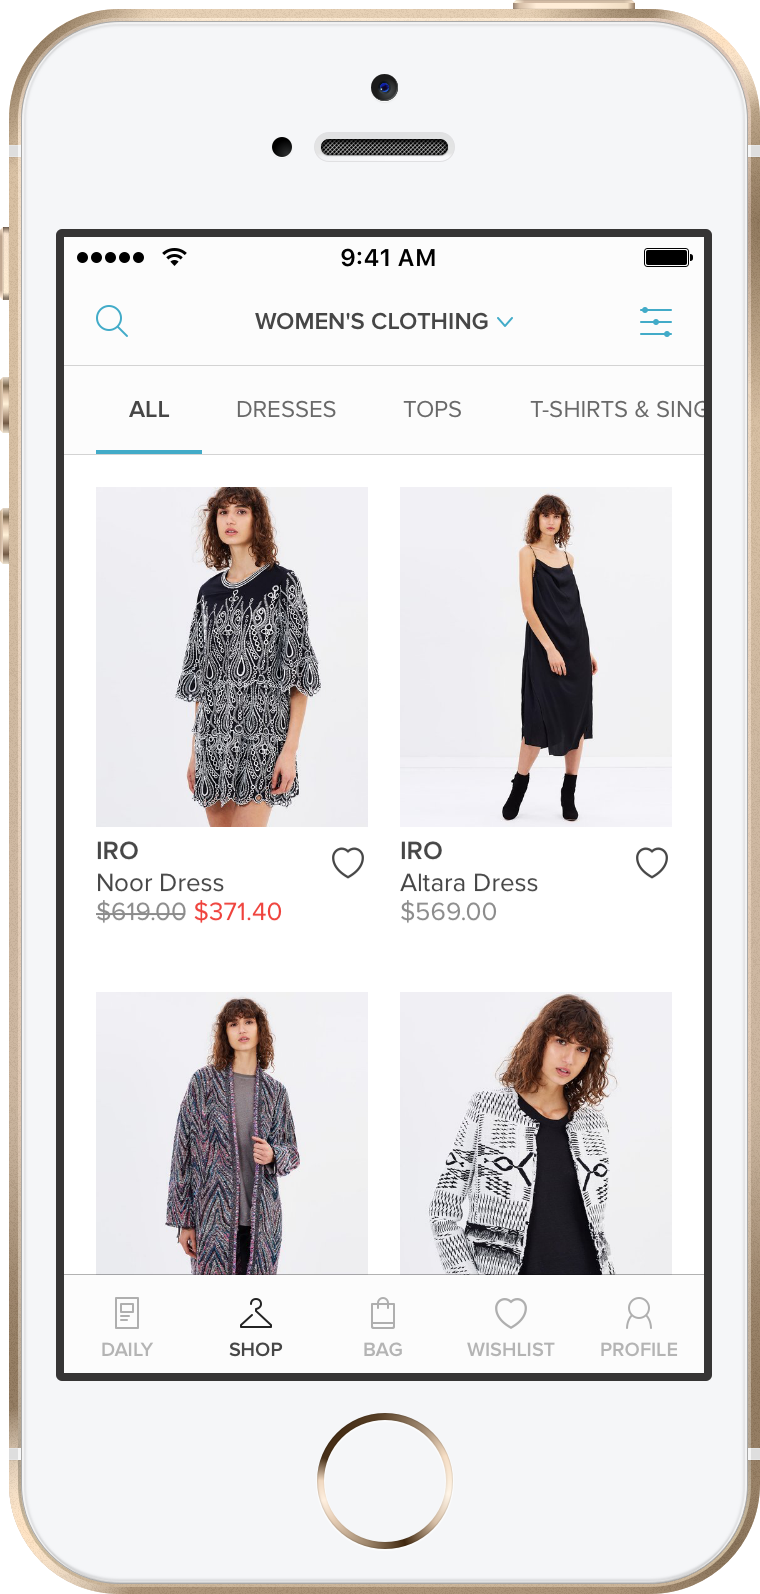 9:41 AM
WOMEN'S CLOTHING
ALL DRESSES TOPS T-SHIRTS & SING
IRO
Noor Dress
$619.00 $371.40
IRO
Altara Dress
$569.00
DAILY SHOP BAG WISHLIST PROFILE